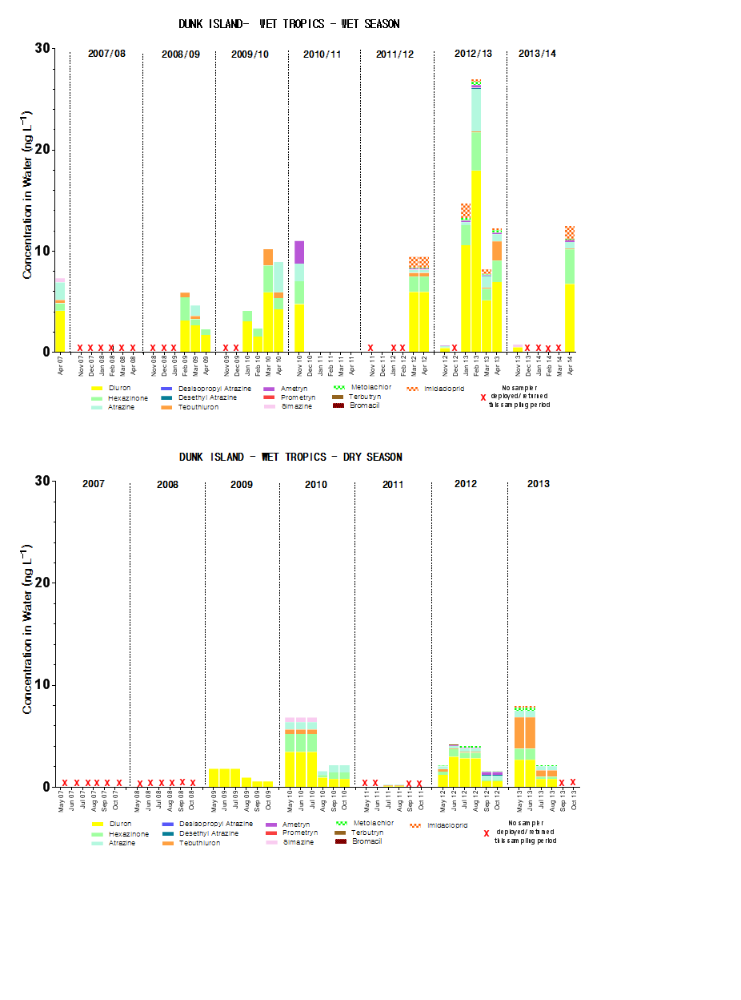 DUNK ISLAND- WET TROPICS - WET SEASON
Concentration in Water (ng L-1)
30
20
10
0
2007/08 2008/09 2009/10 2010/11 2011/12 2012/13 2013/14
X X X X X X X X X X X X X X X X X X X X X
Apr 07 Nov 07 Dec 07 Jan 08 Feb 08 Mar 08 Apr 08 Nov 08 Dec 08 Jan 09 Feb 09 Mar 09 Apr 09 Nov 09 Dec 09 Jan 10 Feb 10 Mar 10 Apr 10 Nov 10 Dec 10 Jan 11 Feb 11 Mar 11 Apr 11 Nov 11 Dec 11 Jan 12 Feb 12 Mar 12 Apr 12 Nov 12 Dec 12 Jan 13 Feb 13 Mar 13 Apr 13 Nov 13 Dec 13 Jan 14 Feb 14 Mar 14 Apr 14
Diuron Desisopropyl Atrazine Ametryn Metolachlor Imidacloprid No sampler
Hexazinone Desethyl Atrazine Prometryn Terbutryn X deployed/returned
Atrazine Tebuthiuron Simazine Bromacil this sampling period
DUNK ISLAND - WET TROPICS - DRY SEASON
Concentration in Water (ng L-1)
30
20
10
0
2007 2008 2009 2010 2011 2012 2013
X X X X X X X X X X X X X X X X X X
May 07 Jun 07 Jul 07 Aug 07 Sep 07 Oct 07 May 08 Jun 08 Jul 08 Aug 08 Sep 08 Oct 08 May 09 Jun 09 Jul 09 Aug 09 Sep 09 Oct 09 May 10 Jun 10 Jul 10 Aug 10 Sep 10 Oct 10 May 11 Jun 11 Jul 11 Aug 11 Sep 11 Oct 11 May 12 Jun 12 Jul 12 Aug 12 Sep 12 Oct 12 May 13 Jun 13 Jul 13 Aug 13 Sep 13 Oct 13
Diuron Desisopropyl Atrazine Ametryn Metolachlor Imidacloprid No sampler
Hexazinone Desethyl Atrazine Prometryn Terbutryn X deployed/returned
Atrazine Tebuthiuron Simazine Bromacil this sampling period